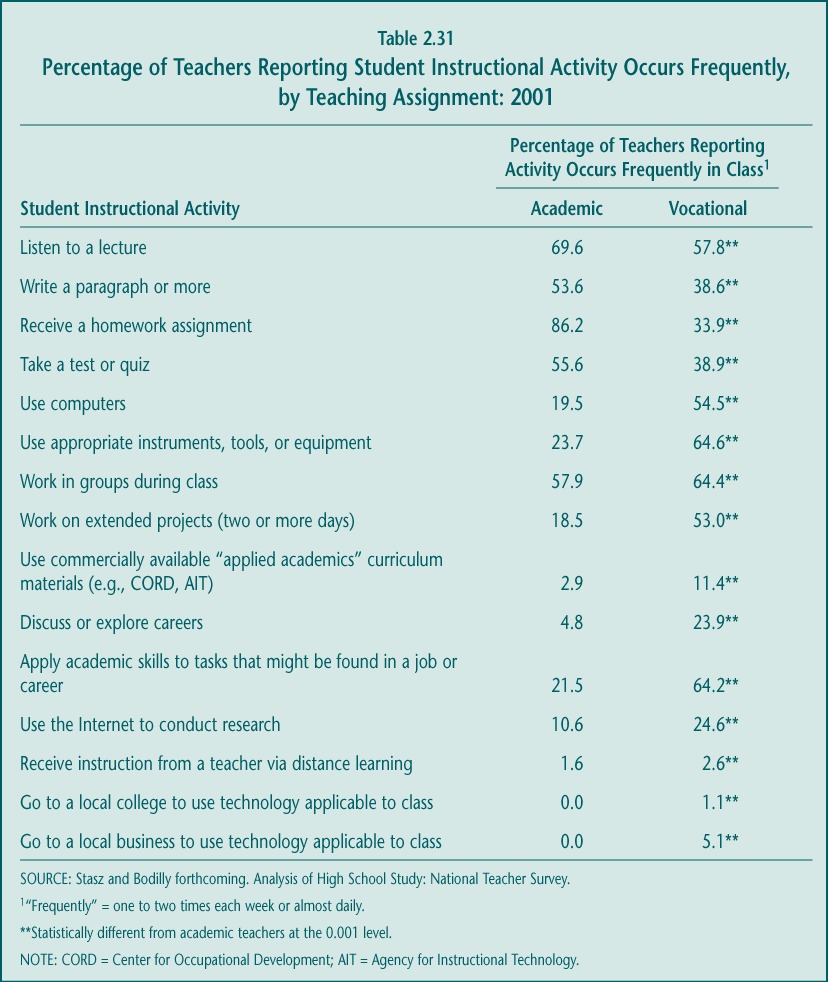 Table 2.31
Percentage of Teachers Reporting Student Instructional Activity Occurs Frequently,
by Teaching Assignment: 2001
Percentage of Teachers Reporting
Activity Occurs Frequently in Class1
Student Instructional Activity Academic Vocational
Listen to a lecture 69.6 57.8**
Write a paragraph or more 53.6 38.6**
Receive a homework assignment 86.2 33.9**
Take a test or quiz 55.6 38.9**
Use computers 19.5 54.5**
Use appropriate instruments, tools, or equipment 23.7 64.6**
Work in groups during class 57.9 64.4**
Work on extended projects (two or more days) 18.5 53.0**
Use commercially available “applied academics” curriculum
materials (e.g., CORD, AIT) 2.9 11.4**
Discuss or explore careers 4.8 23.9**
Apply academic skills to tasks that might be found in a job or
career 21.5 64.2**
Use the Internet to conduct research 10.6 24.6**
Receive instruction from a teacher via distance learning 1.6 2.6**
Go to a local college to use technology applicable to class 0.0 1.1**
Go to a local business to use technology applicable to class 0.0 5.1**
SOURCE: Stasz and Bodilly forthcoming. Analysis of High School Study: National Teacher Survey.
1“Frequently” = one to two times each week or almost daily.
**Statistically different from academic teachers at the 0.001 level.
NOTE: CORD = Center for Occupational Development; AIT = Agency for Instructional Technology.